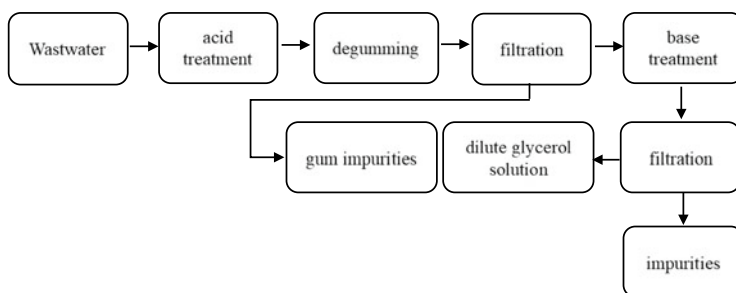 Wastwater
acid
treatment
degumming
filtration
base
treatment
gum impurities
dilute glycerol
solution
filtration
impurities